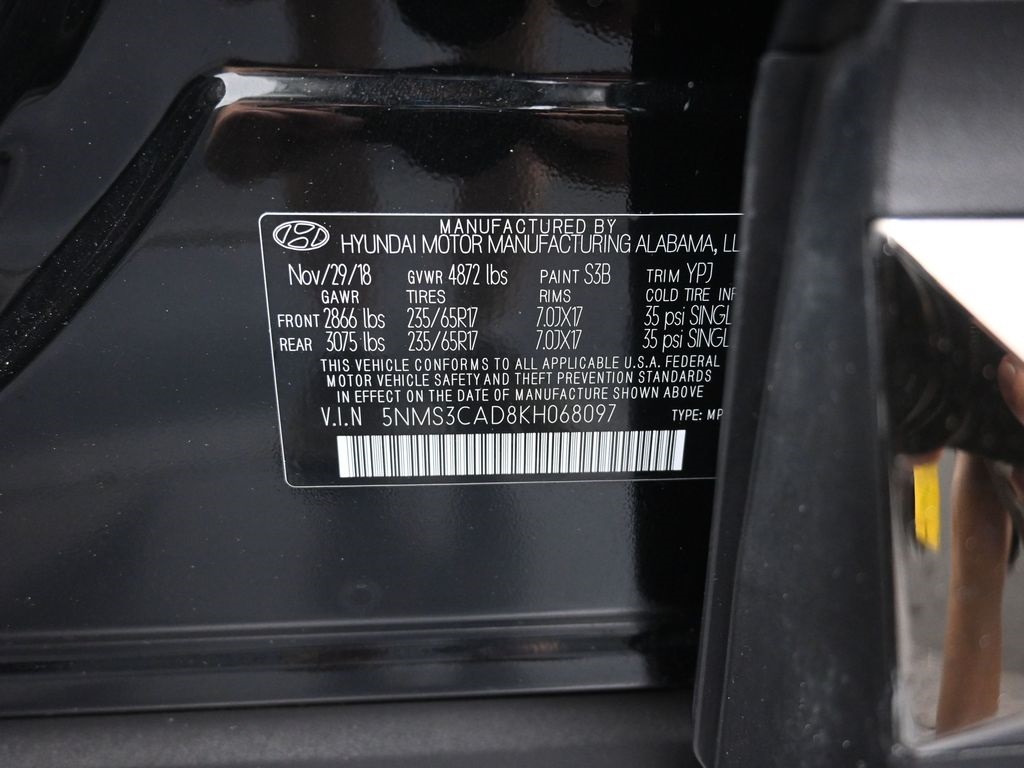 MANUFACTURED BY
HYUNDAI MOTOR MANUFACTURING ALABAMA, LL
Nov/29/18 GVWR 4872 lbs PAINT S3B TRIM YPJ
GAWR TIRES RIMS COLD TIRE INF
FRONT 2866 lbs 235/65R17 7.0JX17 35 psi SINGL
REAR 3075 lbs 235/65R17 7.0JX17 35 psi SINGL
THIS VEHICLE CONFORMS TO ALL APPLICABLE U.S.A. FEDERAL
MOTOR VEHICLE SAFETY AND THEFT PREVENTION STANDARDS
IN EFFECT ON THE DATE OF MANUFACTURE SHOWN ABOVE
V.I.N 5NMS3CAD8KH068097 TYPE: MP